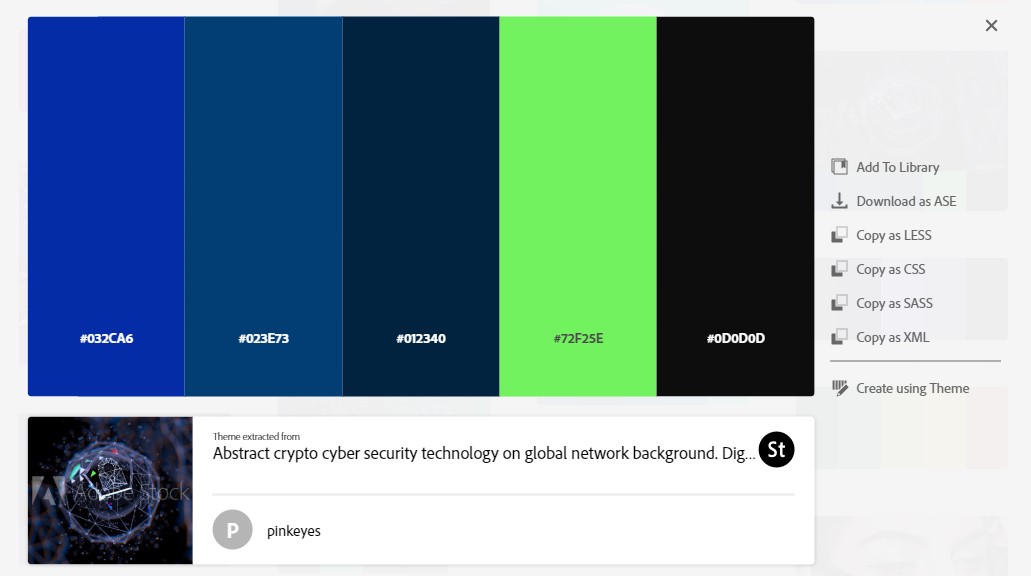 #032CA6
#023E73
#012340
#72F25E
#0D0D0D
Add To Library
Download as ASE
Copy as LESS
Copy as CSS
Copy as SASS
Copy as XML
Create using Theme
Theme extracted from
Abstract crypto cyber security technology on global network background. Dig...
St
Adobe Stock
P
pinkeyes